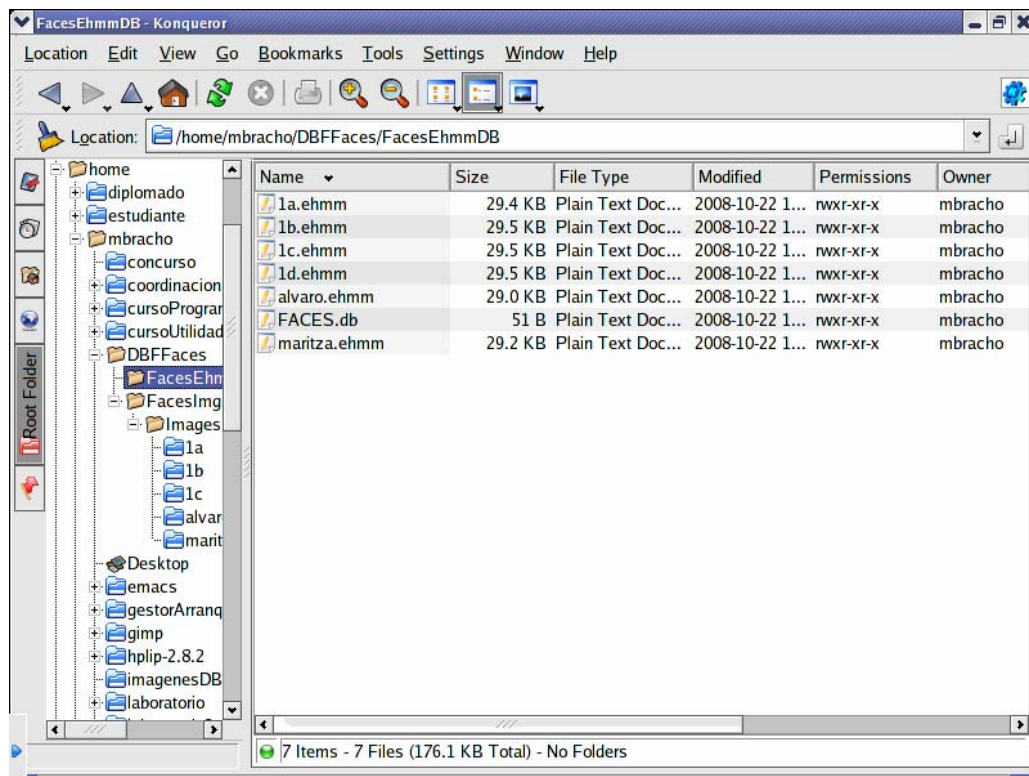 FacesEhmmDB - Konqueror
Location Edit View Go Bookmarks Tools Settings Window Help
Location: /home/mbracho/DBFFaces/FacesEhmmDB
Root Folder
home
diplomado
estudiante
mbracho
concurso
coordinacion
cursoPrograr
cursoUtilidad
DBFFaces
FacesEhm
FacesImg
Images
1a
1b
1c
alvar
marit
Desktop
emacs
gestorArranq
gimp
hplip-2.8.2
imagenesDB
laboratorio
Name Size File Type Modified Permissions Owner
1a.ehmm 29.4 KB Plain Text Doc... 2008-10-22 1... rwxr-xr-x mbracho
1b.ehmm 29.5 KB Plain Text Doc... 2008-10-22 1... rwxr-xr-x mbracho
1c.ehmm 29.5 KB Plain Text Doc... 2008-10-22 1... rwxr-xr-x mbracho
1d.ehmm 29.5 KB Plain Text Doc... 2008-10-22 1... rwxr-xr-x mbracho
alvaro.ehmm 29.0 KB Plain Text Doc... 2008-10-22 1... rwxr-xr-x mbracho
FACES.db 51 B Plain Text Doc... 2008-10-22 1... rwxr-xr-x mbracho
maritza.ehmm 29.2 KB Plain Text Doc... 2008-10-22 1... rwxr-xr-x mbracho
7 Items - 7 Files (176.1 KB Total) - No Folders